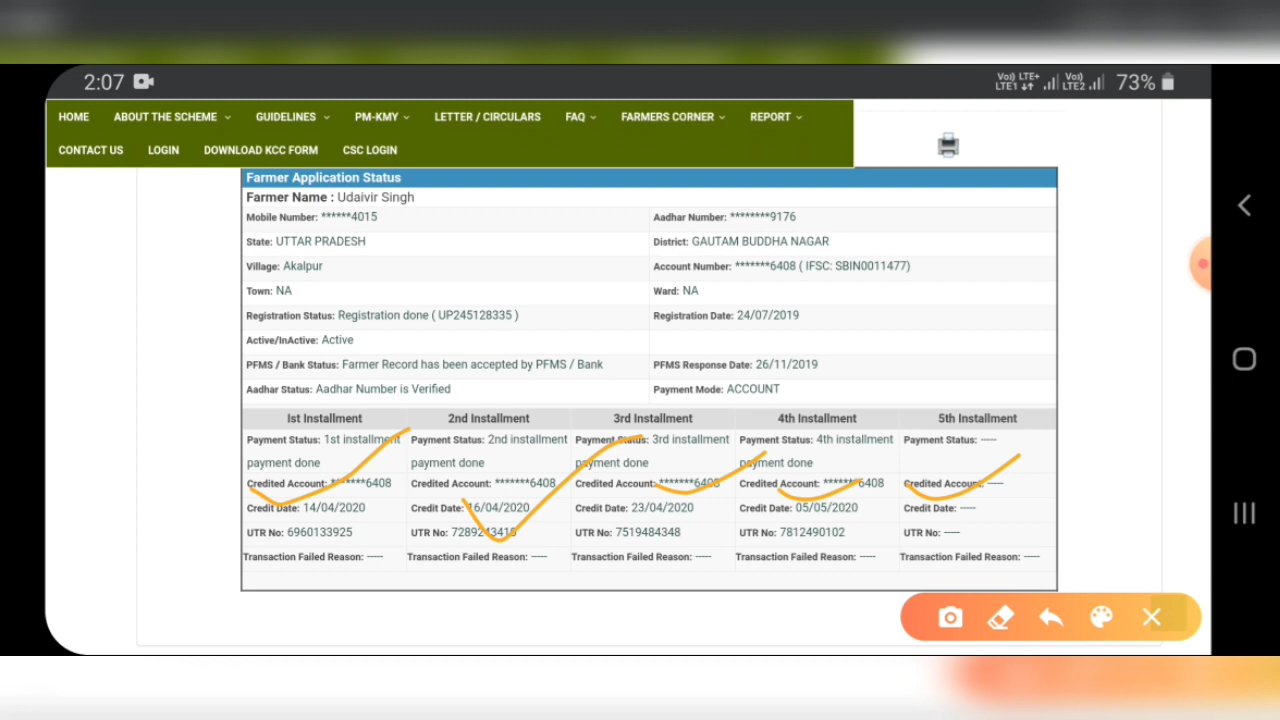 2:07
Vo)) LTE+ LTE1 Vo)) LTE2 73%
HOME ABOUT THE SCHEME GUIDELINES PM-KMY LETTER / CIRCULARS FAQ FARMERS CORNER REPORT
CONTACT US LOGIN DOWNLOAD KCC FORM CSC LOGIN
Farmer Application Status
Farmer Name : Udaivir Singh
Mobile Number: ******4015 Aadhar Number: ********9176
State: UTTAR PRADESH District: GAUTAM BUDDHA NAGAR
Village: Akalpur Account Number: *******6408 ( IFSC: SBIN0011477)
Town: NA Ward: NA
Registration Status: Registration done ( UP245128335 ) Registration Date: 24/07/2019
Active/InActive: Active
PFMS / Bank Status: Farmer Record has been accepted by PFMS / Bank PFMS Response Date: 26/11/2019
Aadhar Status: Aadhar Number is Verified Payment Mode: ACCOUNT
Ist Installment 2nd Installment 3rd Installment 4th Installment 5th Installment
Payment Status: 1st installment Payment Status: 2nd installment Payment Status: 3rd installment Payment Status: 4th installment Payment Status: -----
payment done payment done payment done payment done
Credited Account: *******6408 Credited Account: *******6408 Credited Account: *******6408 Credited Account: *******6408 Credited Account: -----
Credit Date: 14/04/2020 Credit Date: 16/04/2020 Credit Date: 23/04/2020 Credit Date: 05/05/2020 Credit Date: -----
UTR No: 6960133925 UTR No: UTR No: 7519484348 UTR No: 7812490102 UTR No: -----
Transaction Failed Reason: ----- Transaction Failed Reason: ----- Transaction Failed Reason: ----- Transaction Failed Reason: ----- Transaction Failed Reason: -----